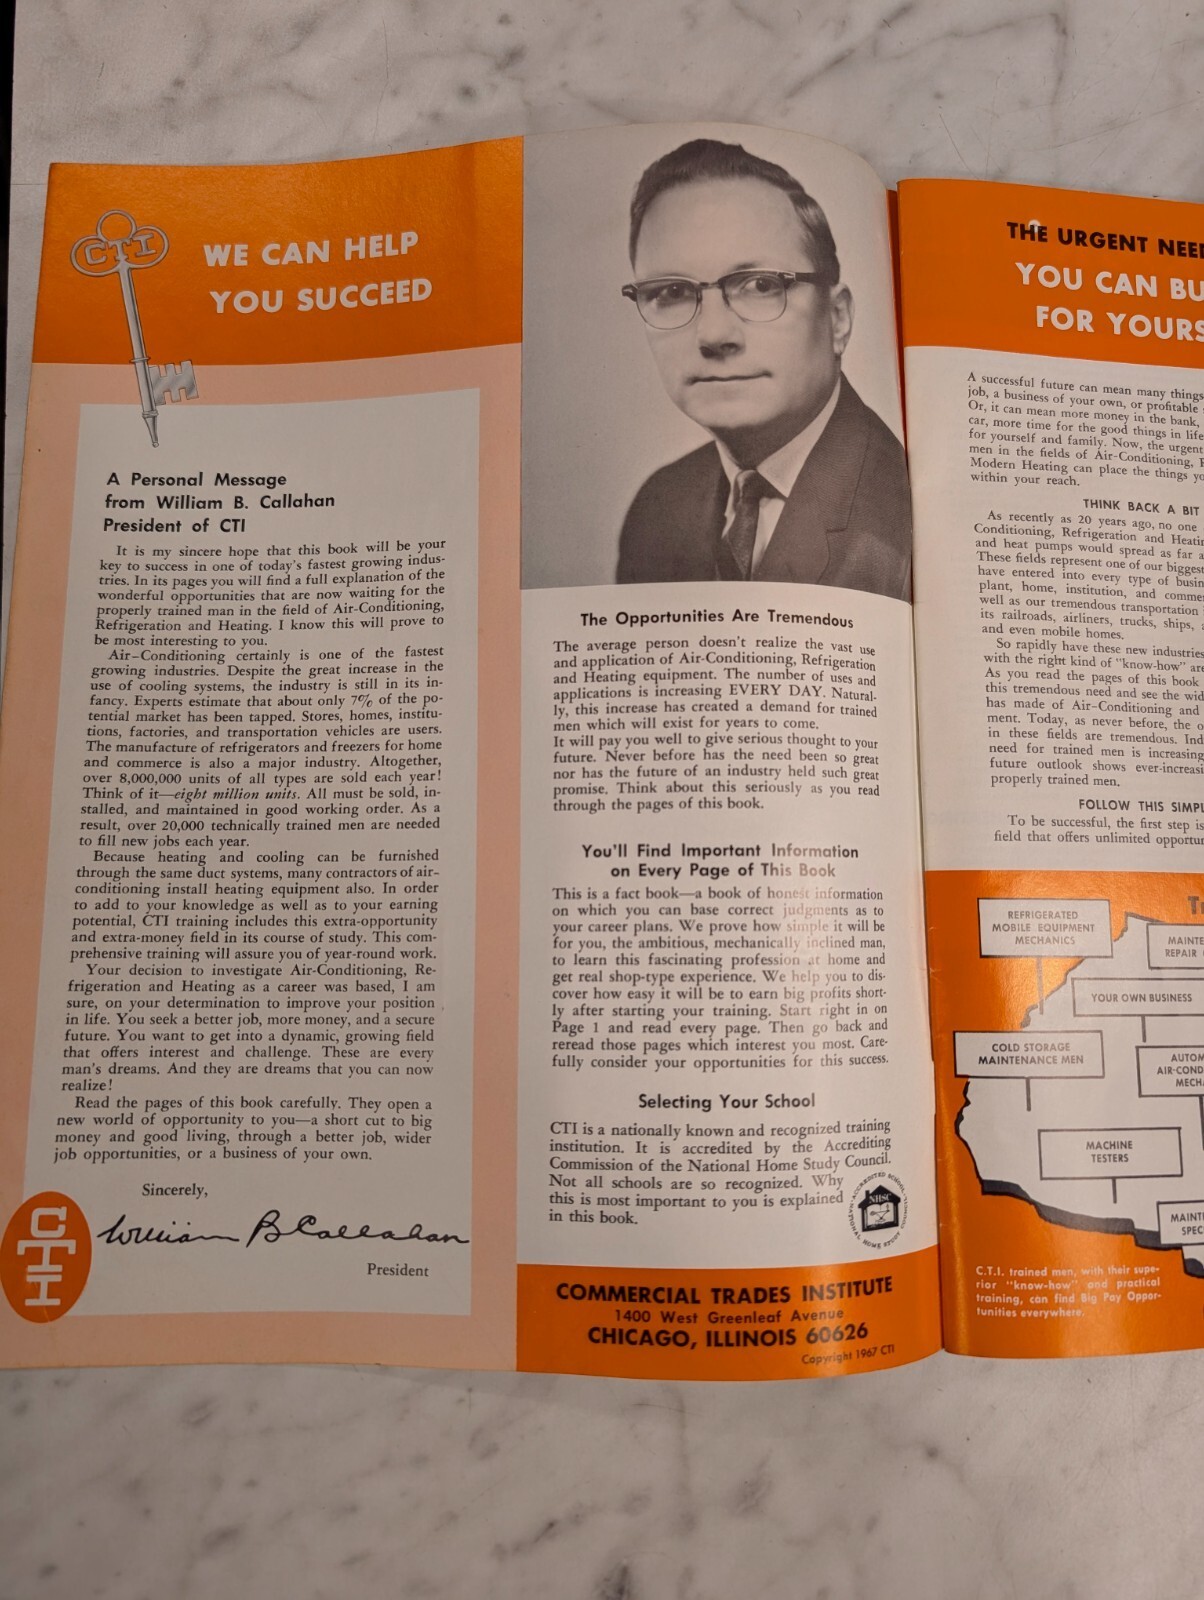 CTI
WE CAN HELP
YOU SUCCEED
A Personal Message
from William B. Callahan
President of CTI
It is my sincere hope that this book will be your
key to success in one of today's fastest growing indus-
tries. In its pages you will find a full explanation of the
wonderful opportunities that are now waiting for the
properly trained man in the field of Air-Conditioning,
Refrigeration and Heating. I know this will prove to
be most interesting to you.
Air-Conditioning certainly is one of the fastest
growing industries. Despite the great increase in the
use of cooling systems, the industry is still in its in-
fancy. Experts estimate that about only 7% of the po-
tential market has been tapped. Stores, homes, institu-
tions, factories, and transportation vehicles are users.
The manufacture of refrigerators and freezers for home
and commerce is also a major industry. Altogether,
over 8,000,000 units of all types are sold each year!
Think of it—eight million units. All must be sold, in-
stalled, and maintained in good working order. As a
result, over 20,000 technically trained men are needed
to fill new jobs each year.
Because heating and cooling can be furnished
through the same duct systems, many contractors of air-
conditioning install heating equipment also. In order
to add to your knowledge as well as to your earning
potential, CTI training includes this extra-opportunity
and extra-money field in its course of study. This com-
prehensive training will assure you of year-round work.
Your decision to investigate Air-Conditioning, Re-
frigeration and Heating as a career was based, I am
sure, on your determination to improve your position
in life. You seek a better job, more money, and a secure
future. You want to get into a dynamic, growing field
that offers interest and challenge. These are every
man's dreams. And they are dreams that you can now
realize!
Read the pages of this book carefully. They open a
new world of opportunity to you—a short cut to big
money and good living, through a better job, wider
job opportunities, or a business of your own.
Sincerely,
William B Callahan
President
CTI
The Opportunities Are Tremendous
The average person doesn't realize the vast use
and application of Air-Conditioning, Refrigeration
and Heating equipment. The number of uses and
applications is increasing EVERY DAY. Natural-
ly, this increase has created a demand for trained
men which will exist for years to come.
It will pay you well to give serious thought to your
future. Never before has the need been so great
nor has the future of an industry held such great
promise. Think about this seriously as you read
through the pages of this book.
You'll Find Important Information
on Every Page of This Book
This is a fact book—a book of honest information
on which you can base correct judgments as to
your career plans. We prove how simple it will be
for you, the ambitious, mechanically inclined man,
to learn this fascinating profession at home and
get real shop-type experience. We help you to dis-
cover how easy it will be to earn big profits short-
ly after starting your training. Start right in on
Page 1 and read every page. Then go back and
reread those pages which interest you most. Care-
fully consider your opportunities for this success.
Selecting Your School
CTI is a nationally known and recognized training
institution. It is accredited by the Accrediting
Commission of the National Home Study Council.
Not all schools are so recognized. Why
this is most important to you is explained
in this book.
ACCREDITED SCHOOL
NHSC
NATIONAL HOME STUDY
COMMERCIAL TRADES INSTITUTE
1400 West Greenleaf Avenue
CHICAGO, ILLINOIS 60626
Copyright 1967 CTI
THE URGENT NEE
YOU CAN BU
FOR YOURS
A successful future can mean many things
job, a business of your own, or profitable
Or, it can mean more money in the bank,
car, more time for the good things in life
for yourself and family. Now, the urgent
men in the fields of Air-Conditioning,
Modern Heating can place the things yo
within your reach.
THINK BACK A BIT
As recently as 20 years ago, no one
Conditioning, Refrigeration and Heatin
and heat pumps would spread as far a
These fields represent one of our biggest
have entered into every type of busin
plant, home, institution, and comme
well as our tremendous transportation
its railroads, airliners, trucks, ships,
and even mobile homes.
So rapidly have these new industries
with the right kind of "know-how" are
As you read the pages of this book
this tremendous need and see the wid
has made of Air-Conditioning and
ment. Today, as never before, the o
in these fields are tremendous. Ind
need for trained men is increasing
future outlook shows ever-increasi
properly trained men.
FOLLOW THIS SIMPL
To be successful, the first step is
field that offers unlimited opportun
REFRIGERATED
MOBILE EQUIPMENT
MECHANICS
MAINTE
REPAIR
YOUR OWN BUSINESS
COLD STORAGE
MAINTENANCE MEN
AUTOM
AIR-COND
MECHA
MACHINE
TESTERS
MAINT
SPEC
C.T.I. trained men, with their supe-
rior "know-how" and practical
training, can find Big Pay Oppor-
tunities everywhere.